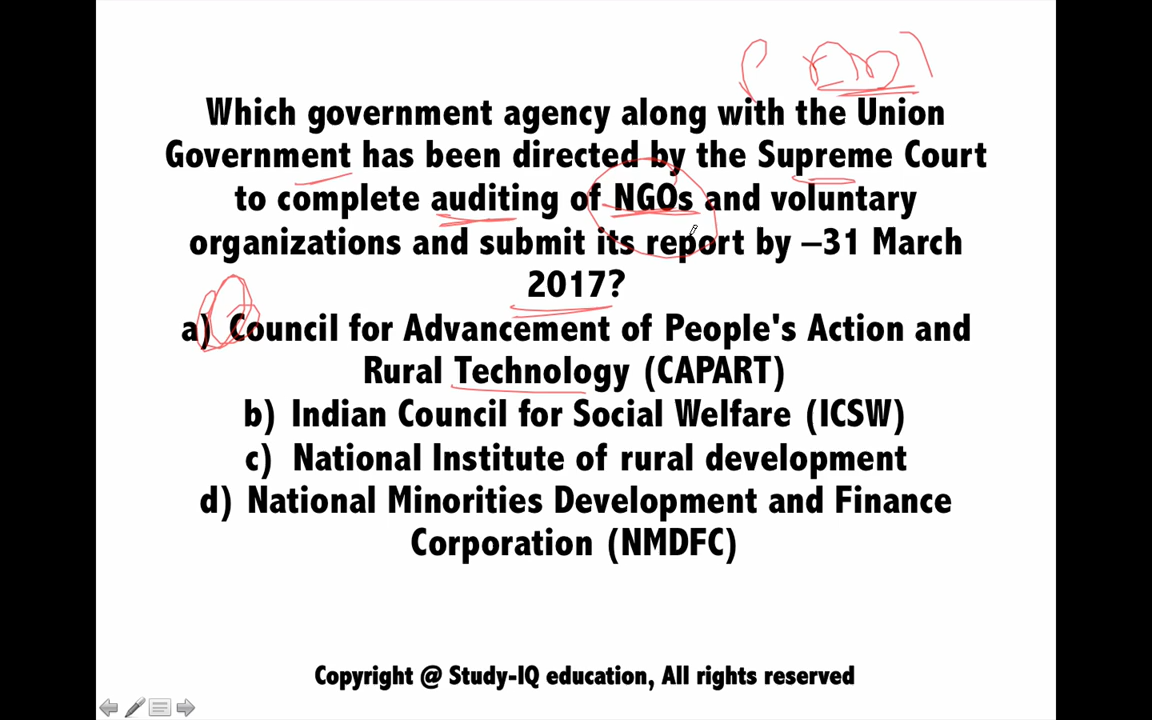 Which government agency along with the Union
Government has been directed by the Supreme Court
to complete auditing of NGOs and voluntary
organizations and submit its report by –31 March
2017?
a) Council for Advancement of People's Action and
Rural Technology (CAPART)
b) Indian Council for Social Welfare (ICSW)
c) National Institute of rural development
d) National Minorities Development and Finance
Corporation (NMDFC)
Copyright @ Study-IQ education, All rights reserved